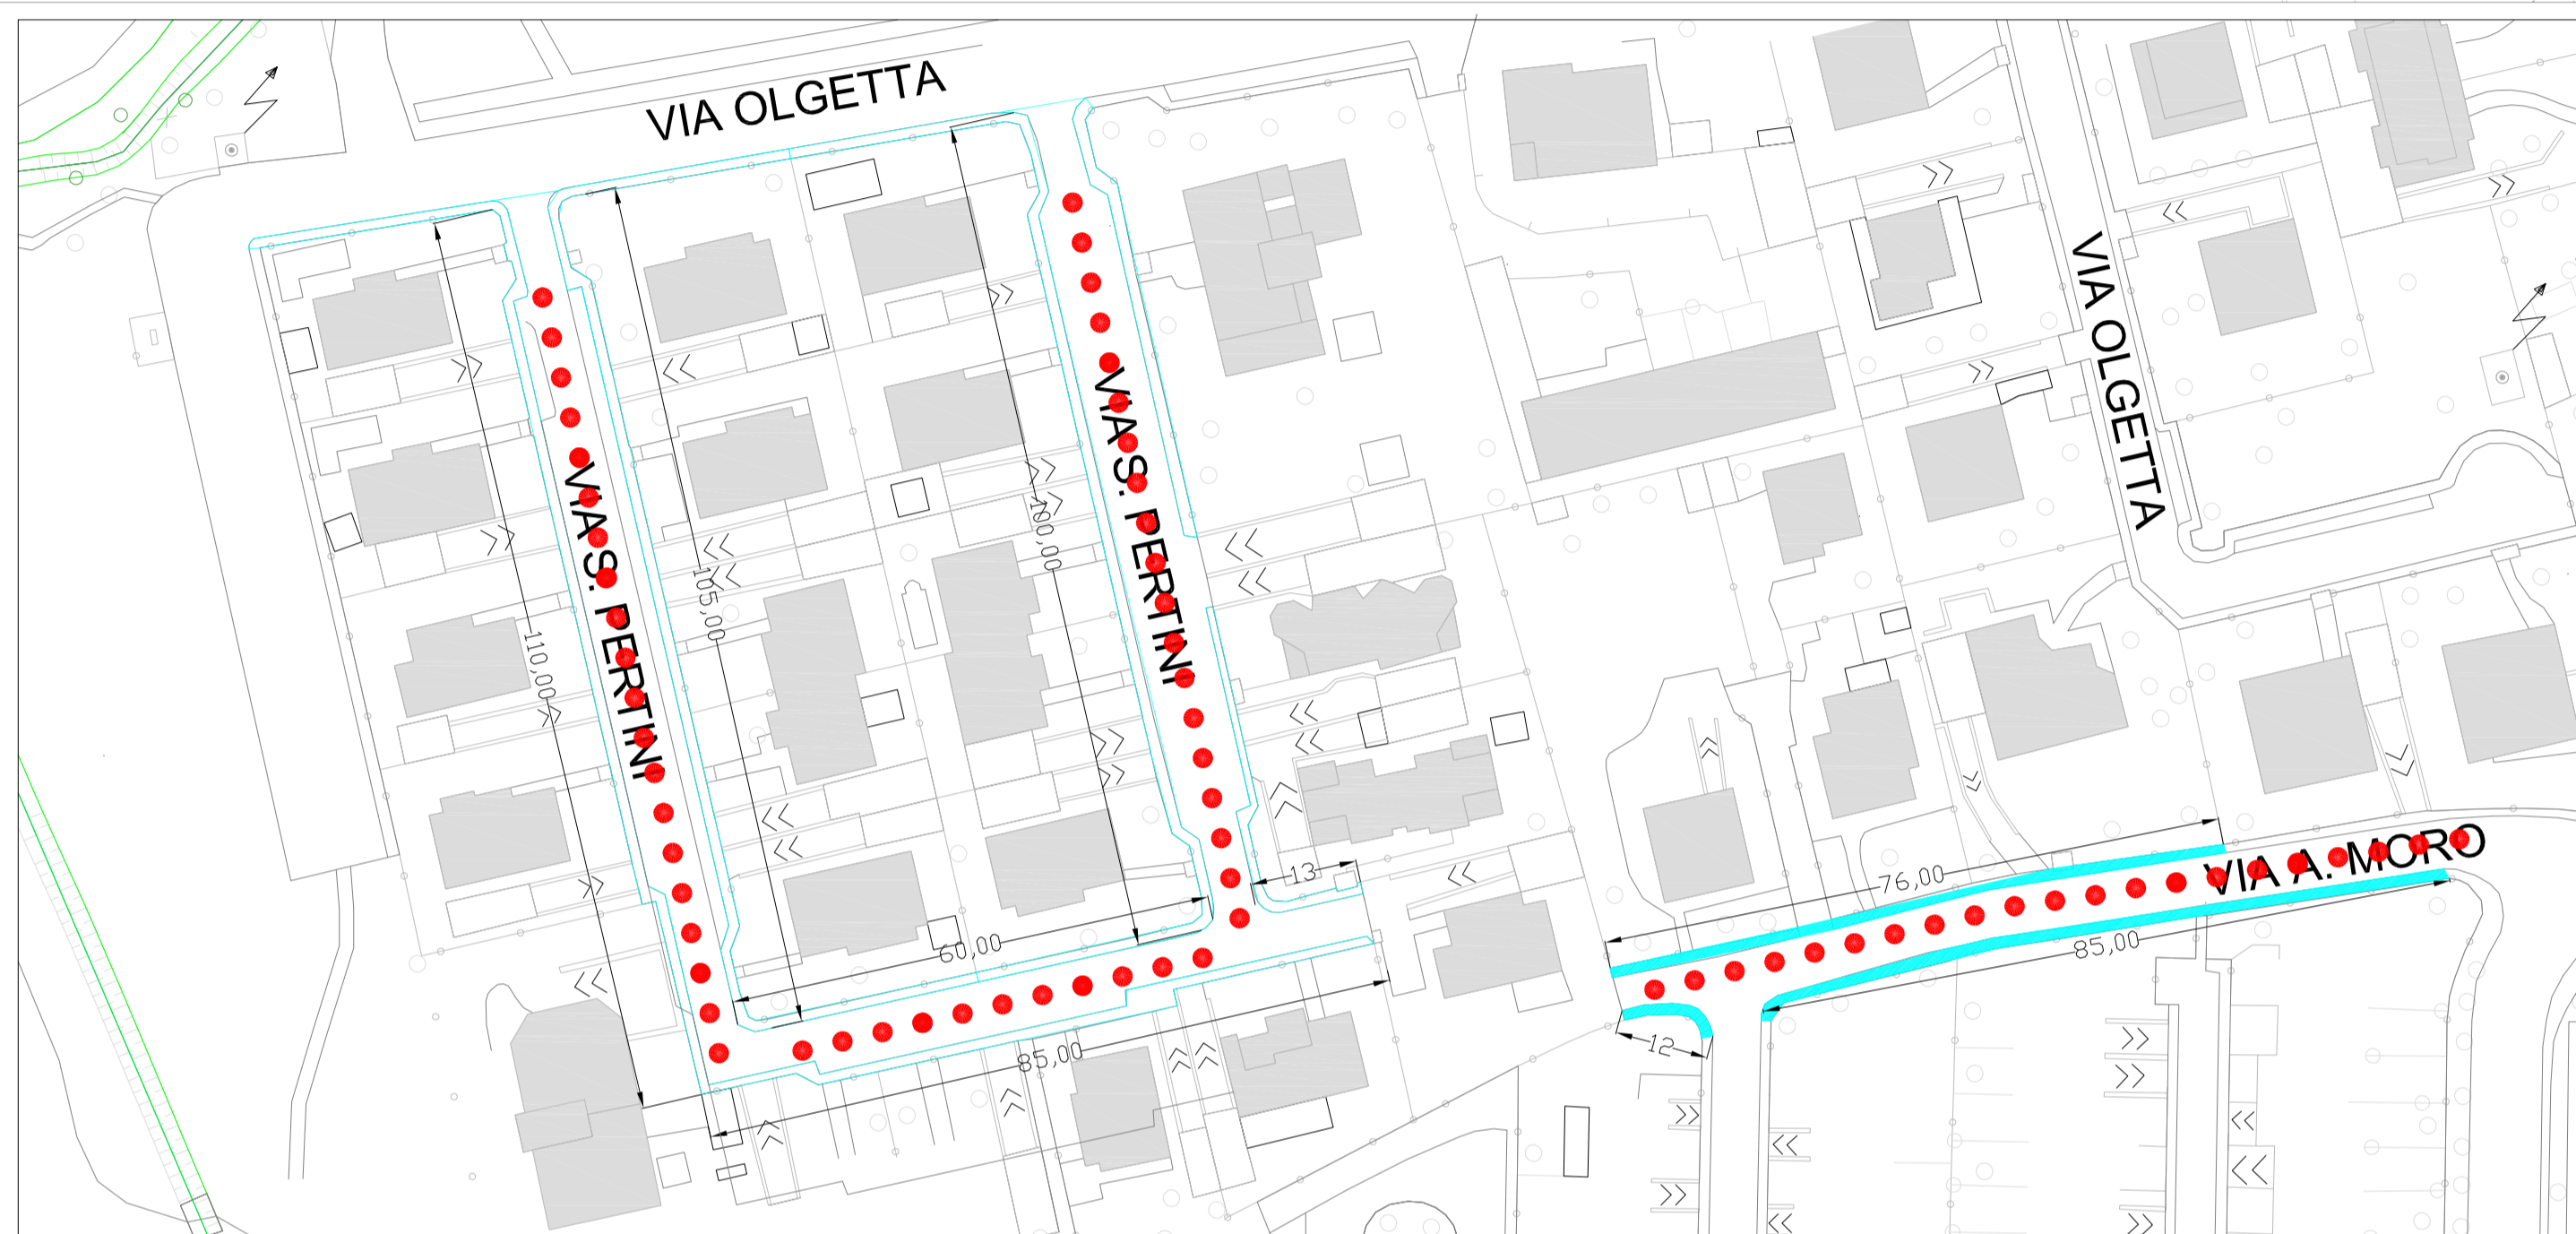 VIA OLGETTA
VIA OLGETTA
VIA S. PERTINI
VIA S. PERTINI
100,00
105,00
110,00
13
60,00
85,00
76,00
VIA A. MORO
85,00
12